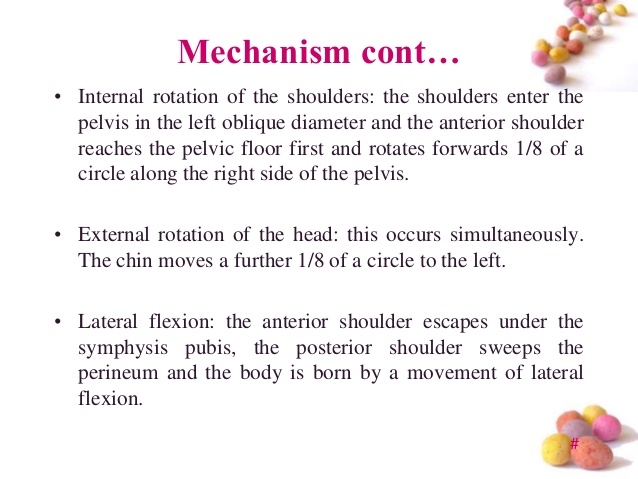 Mechanism cont…
• Internal rotation of the shoulders: the shoulders enter the
pelvis in the left oblique diameter and the anterior shoulder
reaches the pelvic floor first and rotates forwards 1/8 of a
circle along the right side of the pelvis.
• External rotation of the head: this occurs simultaneously.
The chin moves a further 1/8 of a circle to the left.
• Lateral flexion: the anterior shoulder escapes under the
symphysis pubis, the posterior shoulder sweeps the
perineum and the body is born by a movement of lateral
flexion.
#